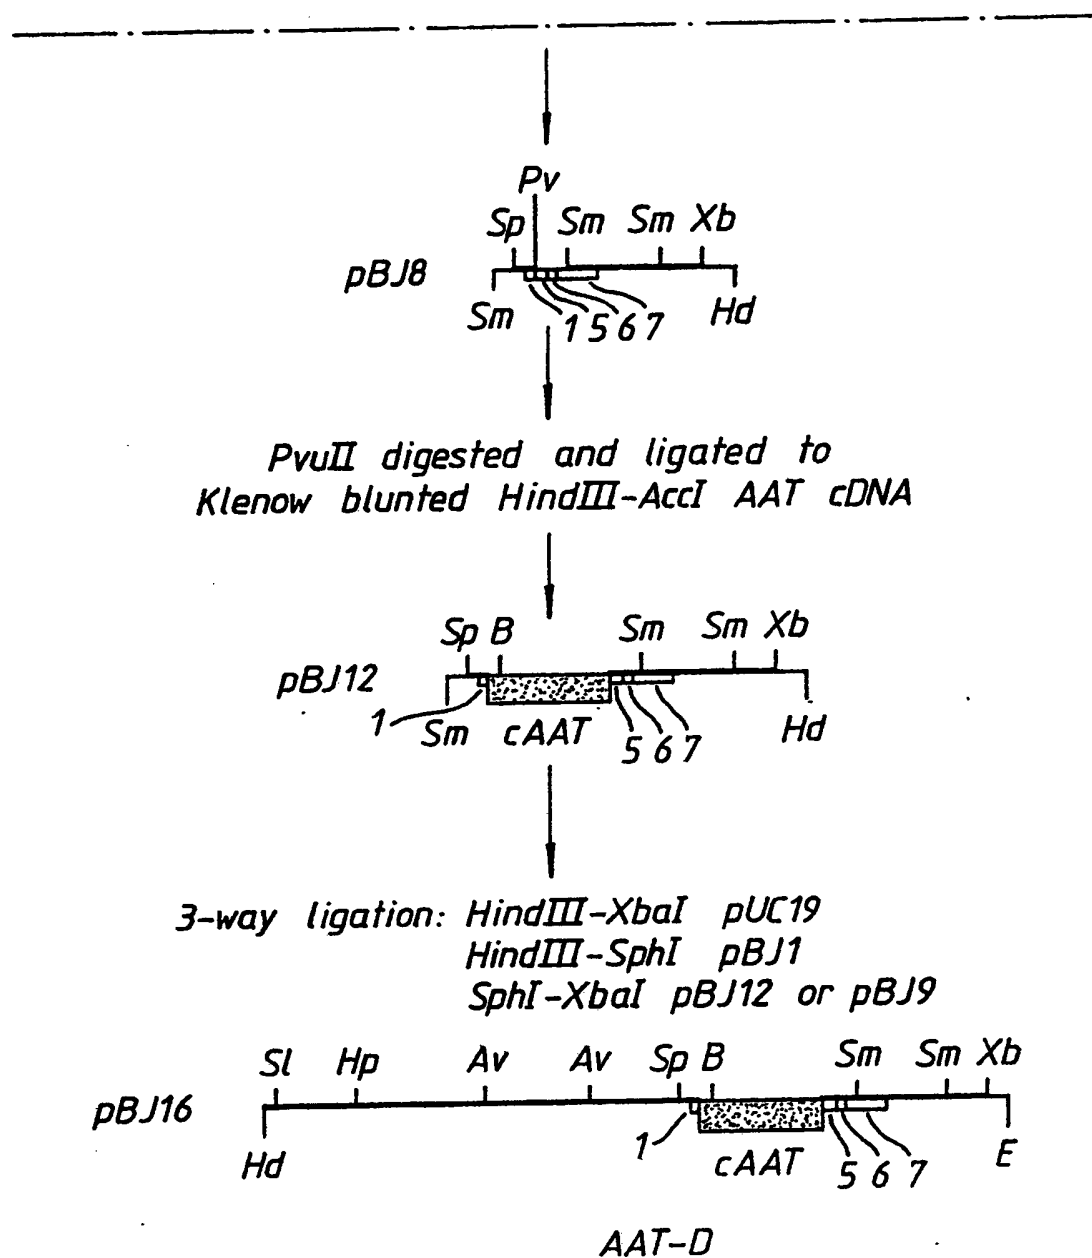 Pv
Sp Sm Sm Xb
pBJ8
Sm 1 5 6 7 Hd
PvuII digested and ligated to
Klenow blunted HindIII-AccI AAT cDNA
Sp B Sm Sm Xb
pBJ12
1 Sm cAAT 5 6 7 Hd
3-way ligation: HindIII-XbaI pUC19
HindIII-SphI pBJ1
SphI-XbaI pBJ12 or pBJ9
Sl Hp Av Av Sp B Sm Sm Xb
pBJ16
Hd 1 cAAT 5 6 7 E
AAT-D